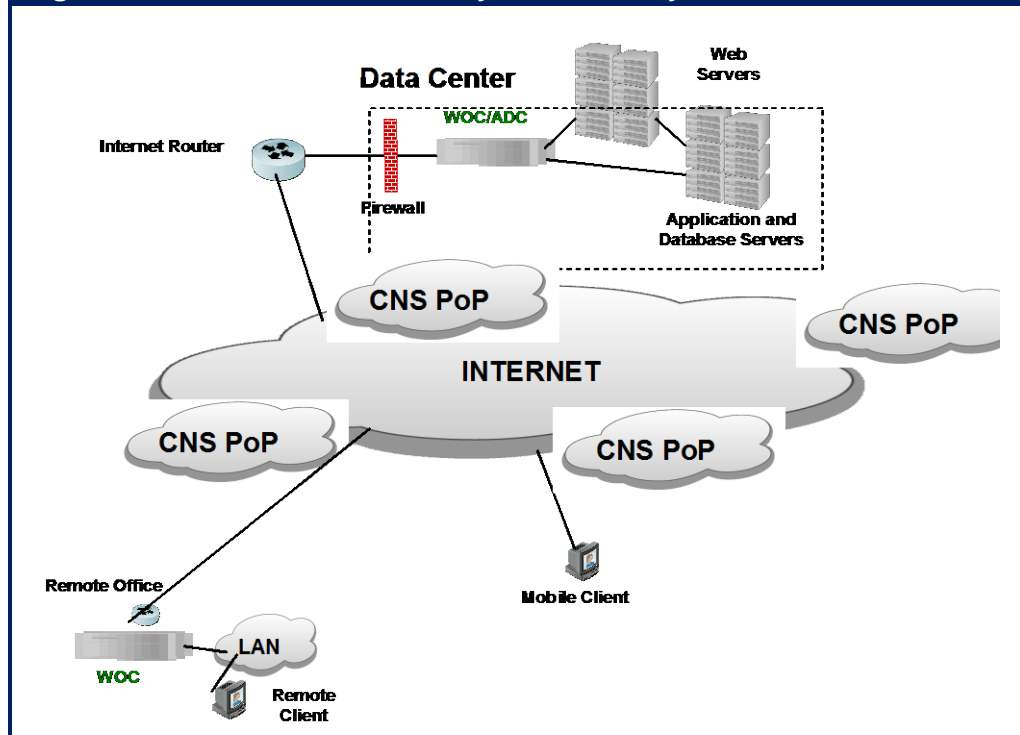 Web
Servers
Data Center
WOC/ADC
Internet Router
Firewall
Application and
Database Servers
CNS PoP
CNS PoP
INTERNET
CNS PoP
CNS PoP
Remote Office
Mobile Client
LAN
WOC
Remote
Client